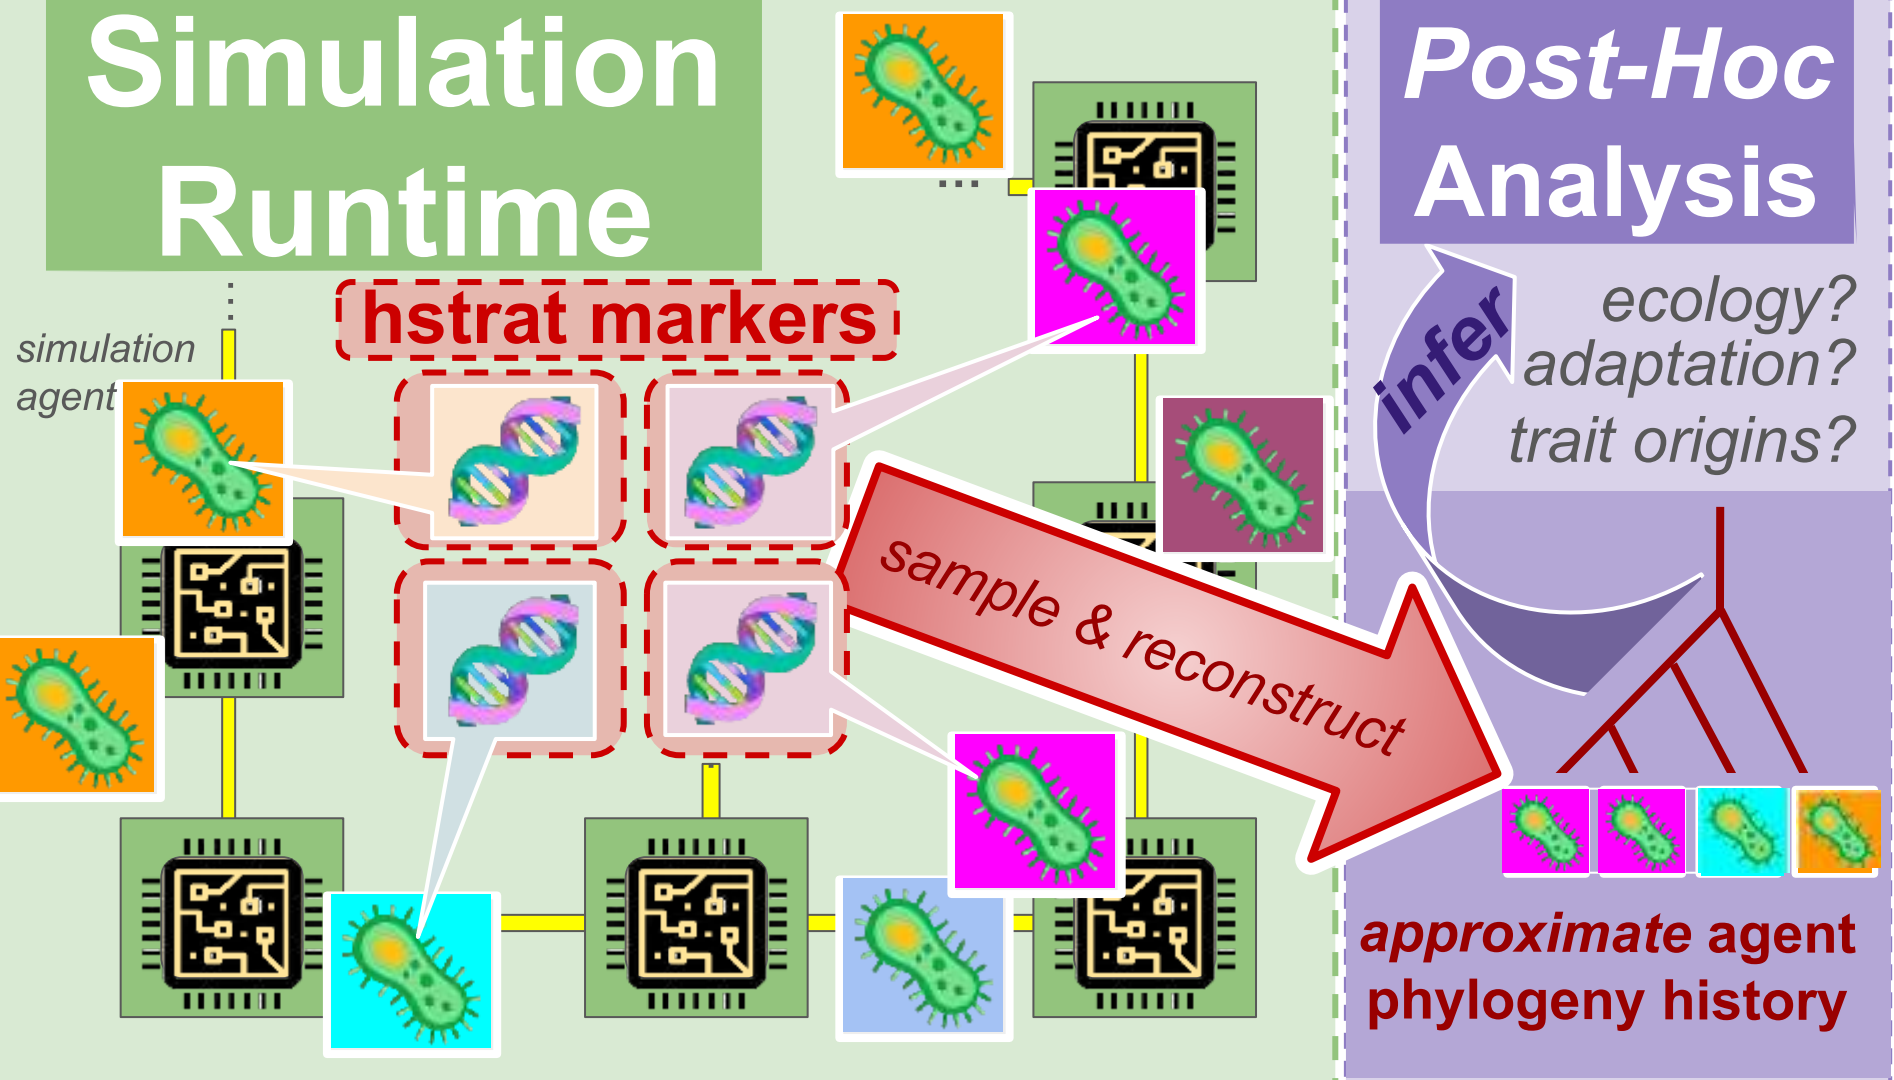 Simulation
Runtime
simulation
agent
hstrat markers
sample & reconstruct
Post-Hoc
Analysis
infer
ecology?
adaptation?
trait origins?
approximate agent
phylogeny history